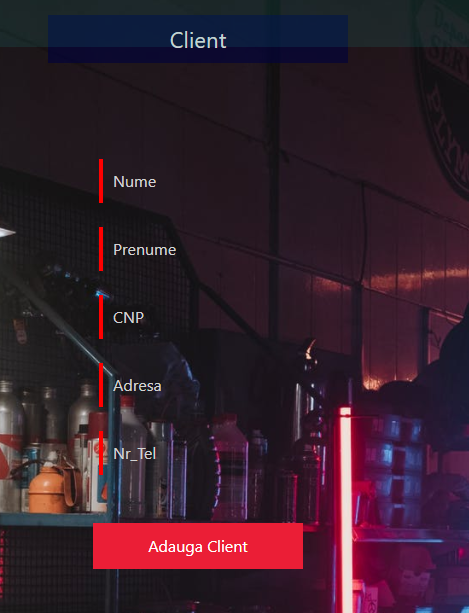 Client
Nume
Prenume
CNP
Adresa
Nr_Tel
Adauga Client